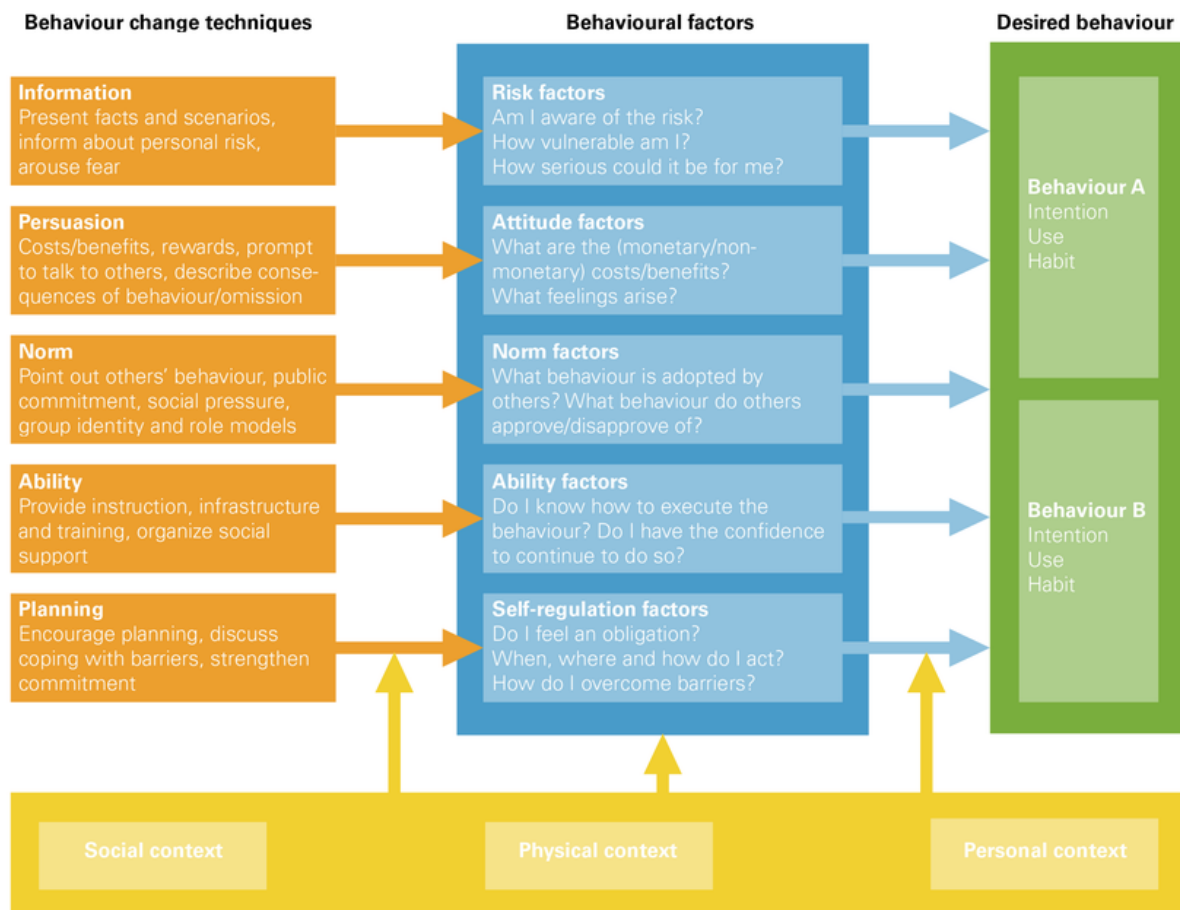 Behaviour change techniques
Behavioural factors
Desired behaviour
Information
Present facts and scenarios,
inform about personal risk,
arouse fear
Risk factors
Am I aware of the risk?
How vulnerable am I?
How serious could it be for me?
Persuasion
Costs/benefits, rewards, prompt
to talk to others, describe conse-
quences of behaviour/omission
Attitude factors
What are the (monetary/non-
monetary) costs/benefits?
What feelings arise?
Norm
Point out others’ behaviour, public
commitment, social pressure,
group identity and role models
Norm factors
What behaviour is adopted by
others? What behaviour do others
approve/disapprove of?
Ability
Provide instruction, infrastructure
and training, organize social
support
Ability factors
Do I know how to execute the
behaviour? Do I have the confidence
to continue to do so?
Planning
Encourage planning, discuss
coping with barriers, strengthen
commitment
Self-regulation factors
Do I feel an obligation?
When, where and how do I act?
How do I overcome barriers?
Behaviour A
Intention
Use
Habit
Behaviour B
Intention
Use
Habit
Social context
Physical context
Personal context